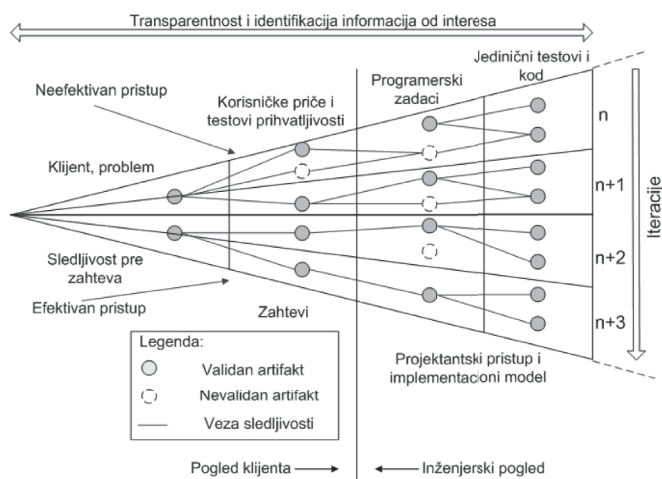 Transparentnost i identifikacija informacija od interesa
Jedinični testovi i
kod
Programerski
zadaci
Neefektivan pristup
Korisničke priče i
testovi prihvatljivosti
n
Klijent, problem
n+1
Iteracije
Sledljivost pre
zahteva
n+2
Efektivan pristup
Zahtevi
n+3
Legenda:
Validan artifakt
Nevalidan artifakt
Veza sledljivosti
Projektantski pristup i
implementacioni model
Pogled klijenta
Inženjerski pogled